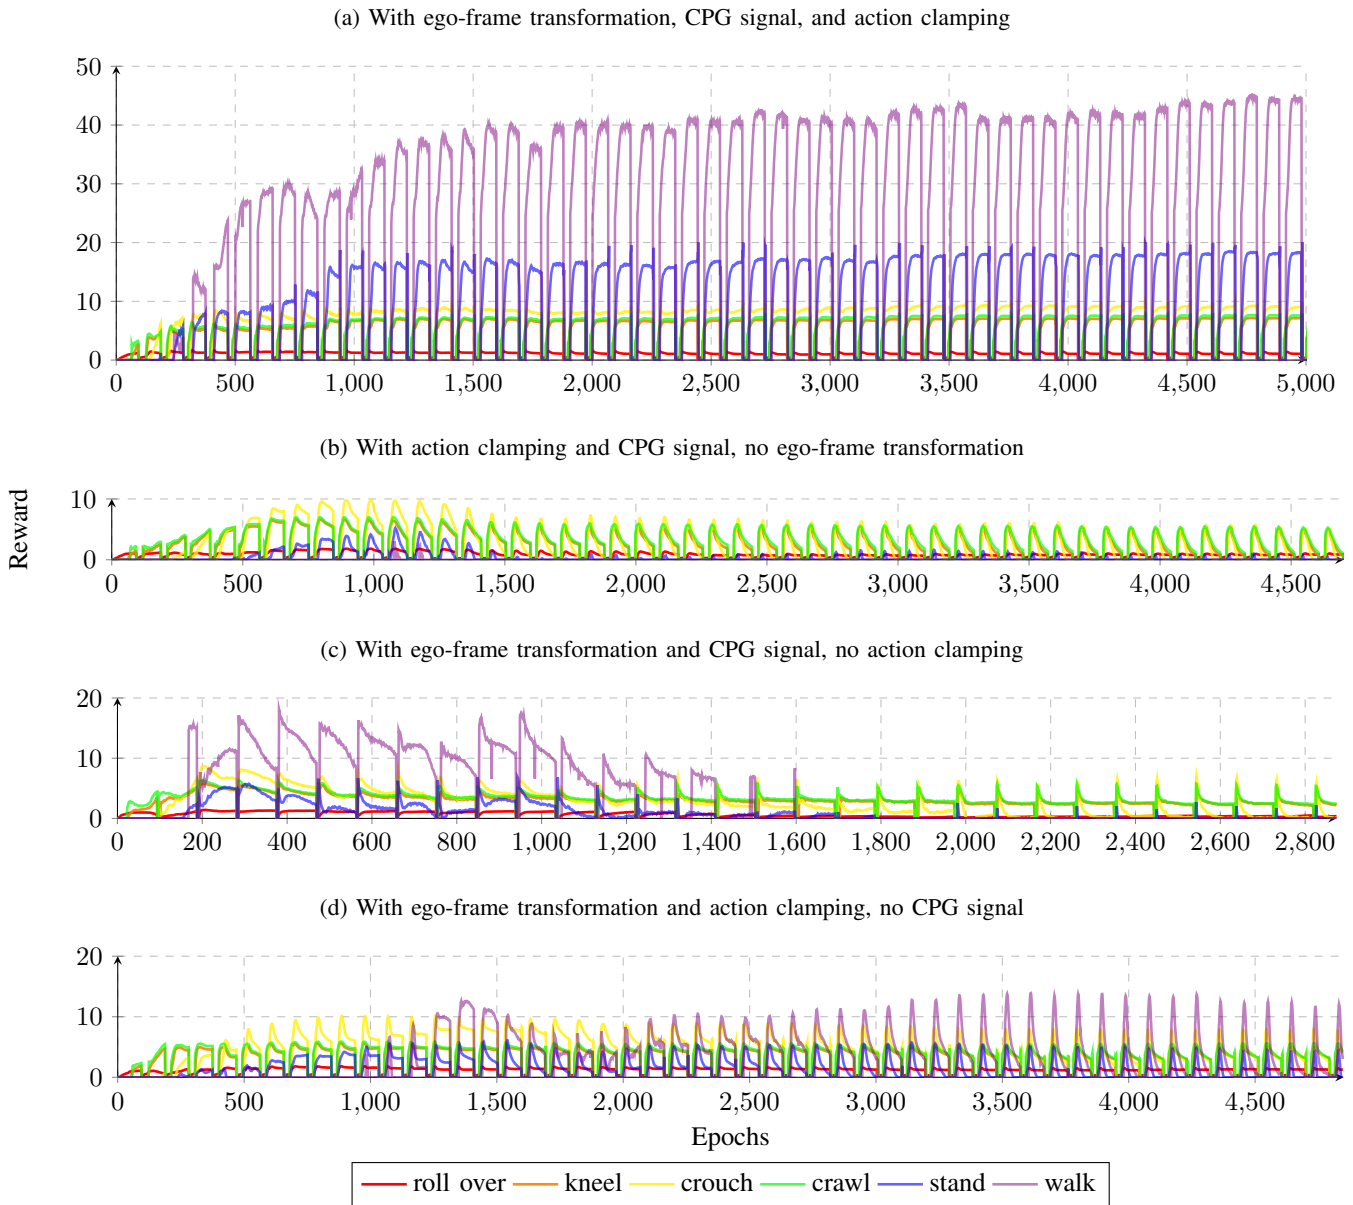 (a) With ego-frame transformation, CPG signal, and action clamping
50
40
30
20
10
0
0 500 1,000 1,500 2,000 2,500 3,000 3,500 4,000 4,500 5,000
(b) With action clamping and CPG signal, no ego-frame transformation
Reward
10
0
0 500 1,000 1,500 2,000 2,500 3,000 3,500 4,000 4,500
(c) With ego-frame transformation and CPG signal, no action clamping
20
10
0
0 200 400 600 800 1,000 1,200 1,400 1,600 1,800 2,000 2,200 2,400 2,600 2,800
(d) With ego-frame transformation and action clamping, no CPG signal
20
10
0
0 500 1,000 1,500 2,000 2,500 3,000 3,500 4,000 4,500
Epochs
roll over kneel crouch crawl stand walk